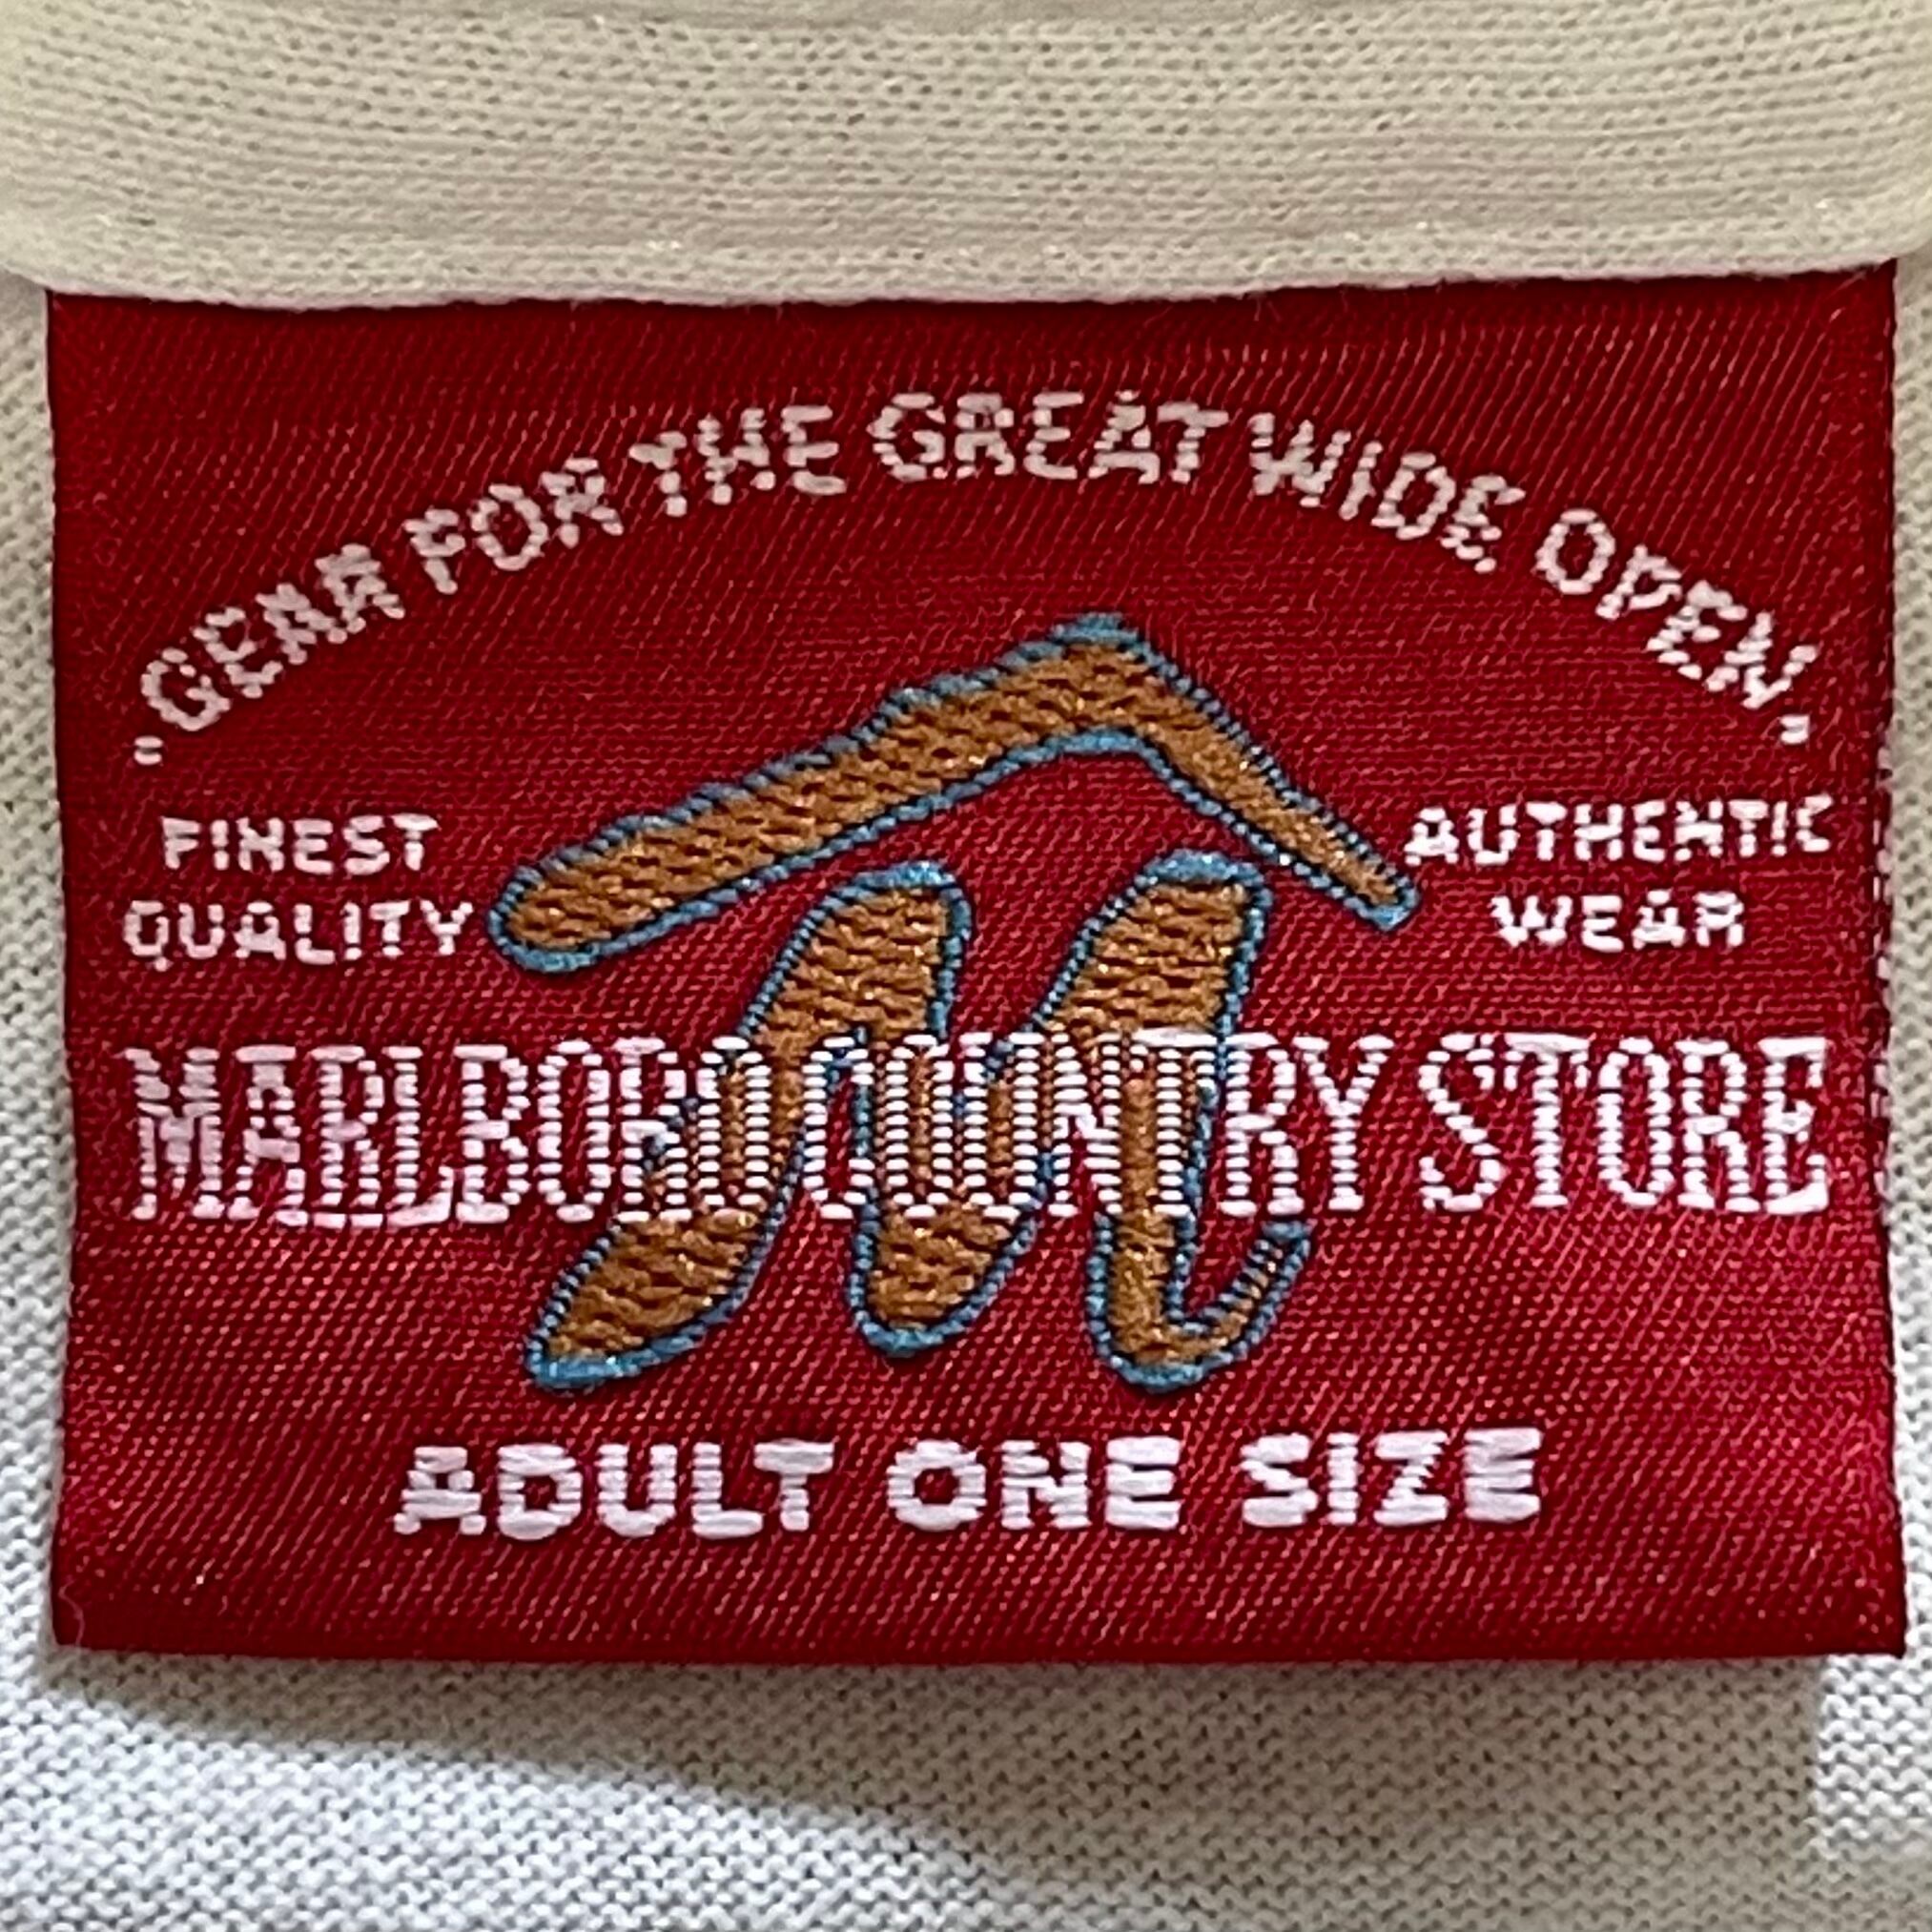 ·GEAR FOR THE GREAT WIDE OPEN·
FINEST
QUALITY
AUTHENTIC
WEAR
MARLBORO COUNTRY STORE
ADULT ONE SIZE